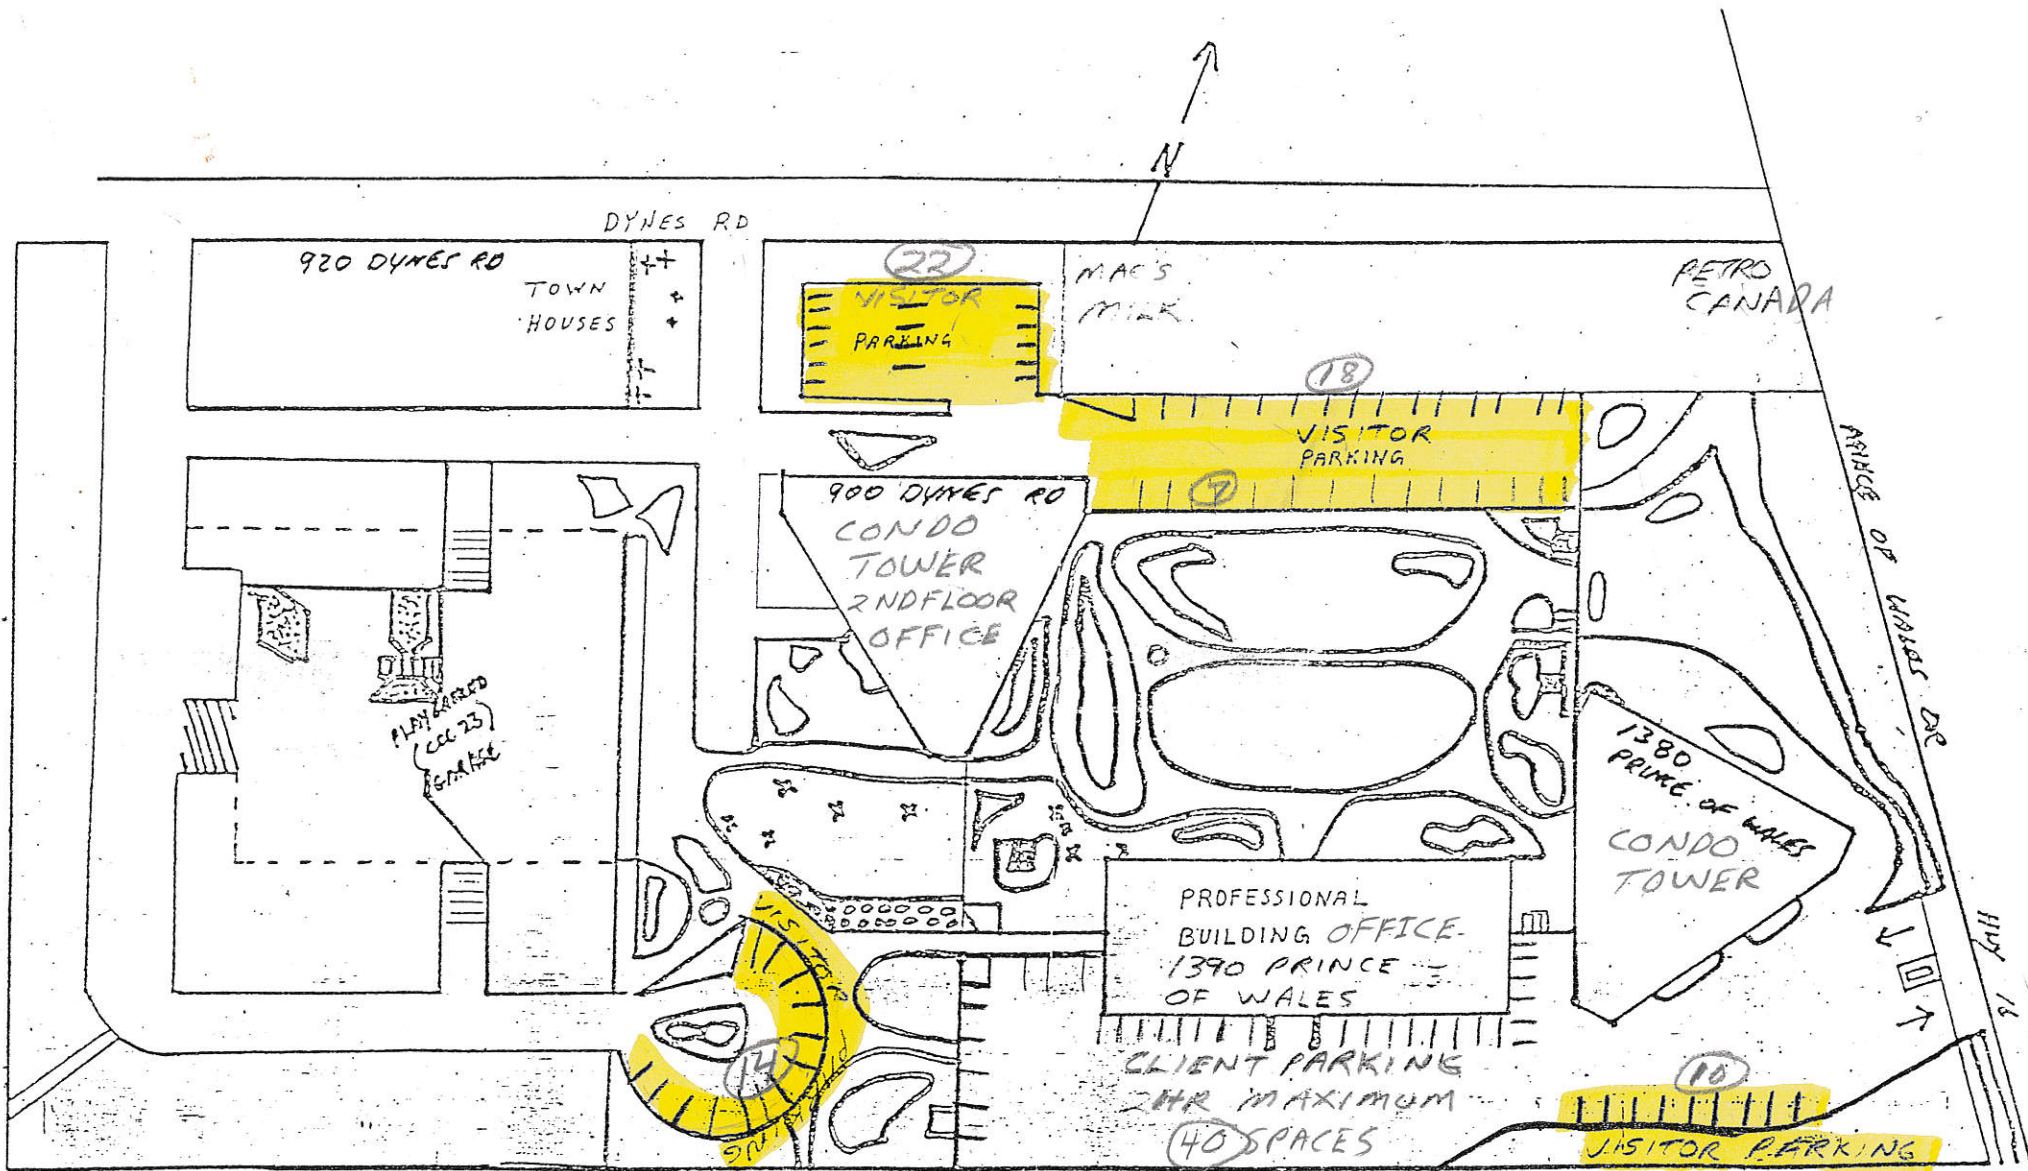 N
DYNES RD
920 DYNES RD
TOWN
HOUSES
22
VISITOR
PARKING
MAC'S
MILK
PETRO
CANADA
18
VISITOR
PARKING
7
900 DYNES RD
CONDO
TOWER
2ND FLOOR
OFFICE
PRINCE OF WALES DR
HWY 16
PLAYGROUND
(CCC 23)
GARAGE
1380
PRINCE OF WALES
CONDO
TOWER
PROFESSIONAL
BUILDING OFFICE
1390 PRINCE
OF WALES
VISITOR PARKING
14
CLIENT PARKING
2HR MAXIMUM
40 SPACES
10
VISITOR PARKING